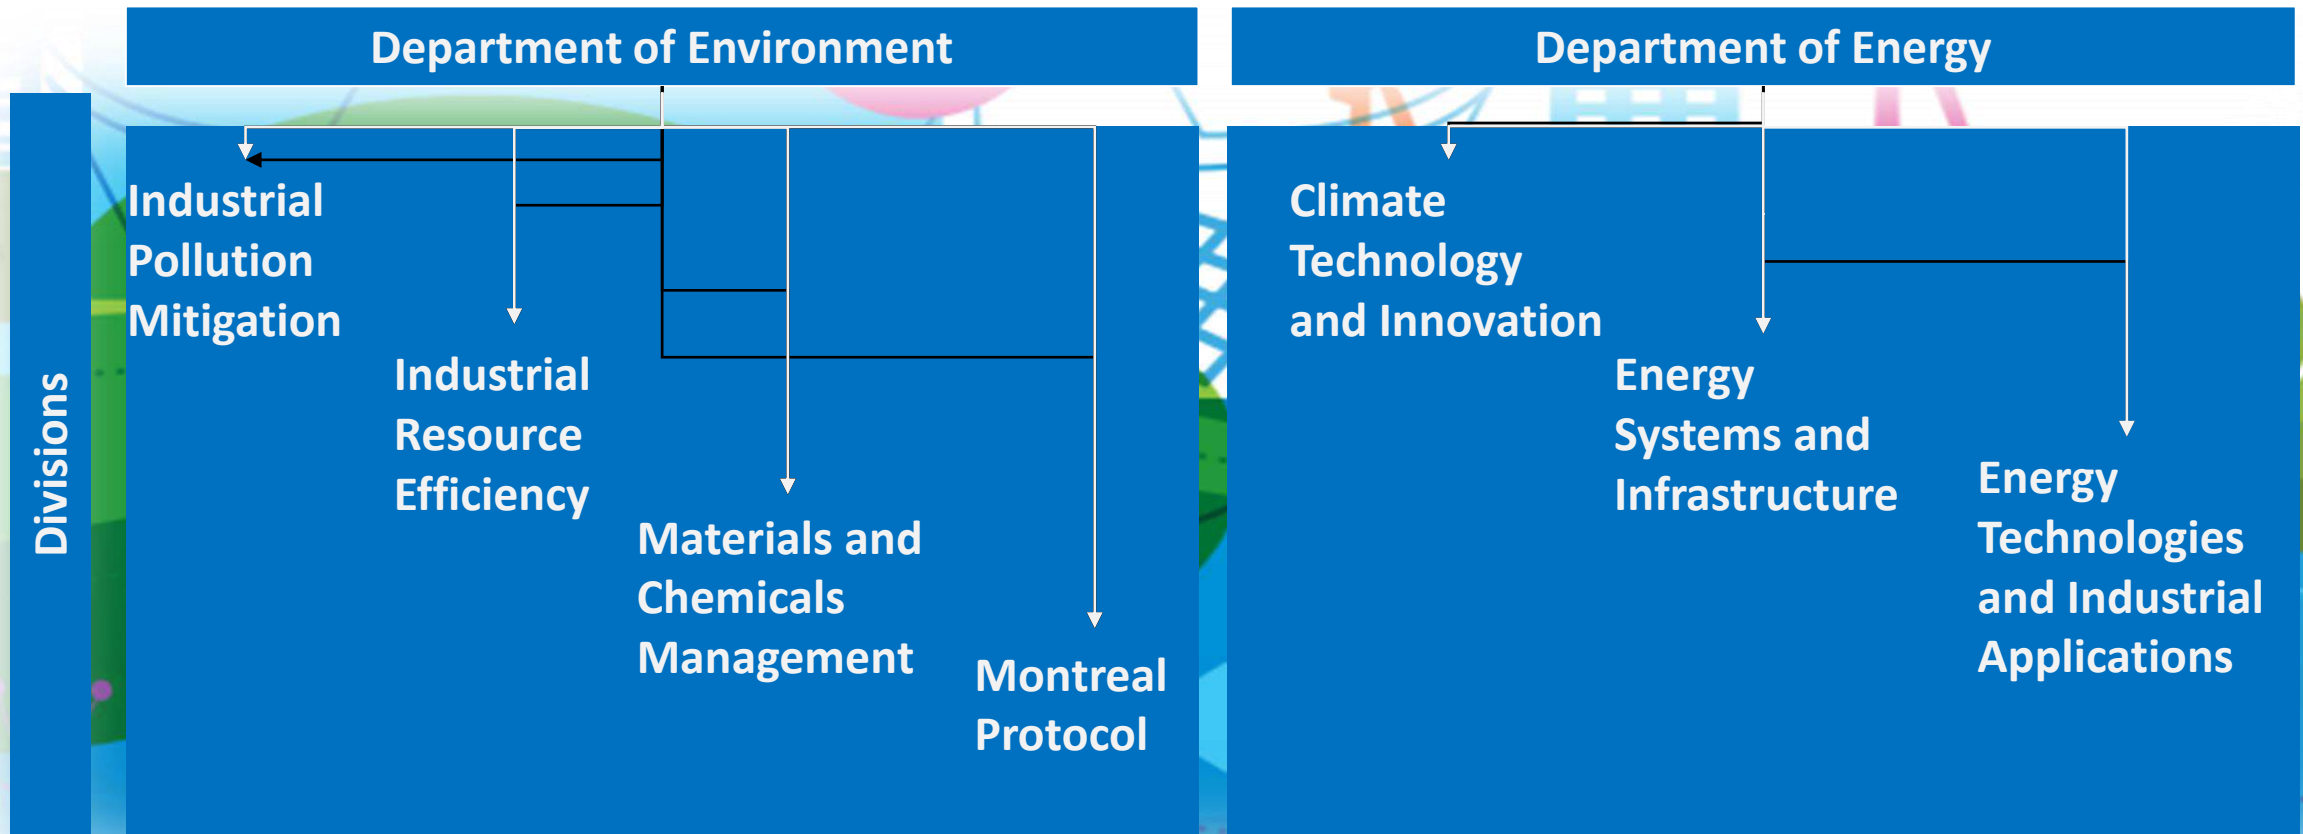 Department of Environment
Department of Energy
Divisions
Industrial
Pollution
Mitigation
Industrial
Resource
Efficiency
Materials and
Chemicals
Management
Montreal
Protocol
Climate
Technology
and Innovation
Energy
Systems and
Infrastructure
Energy
Technologies
and Industrial
Applications